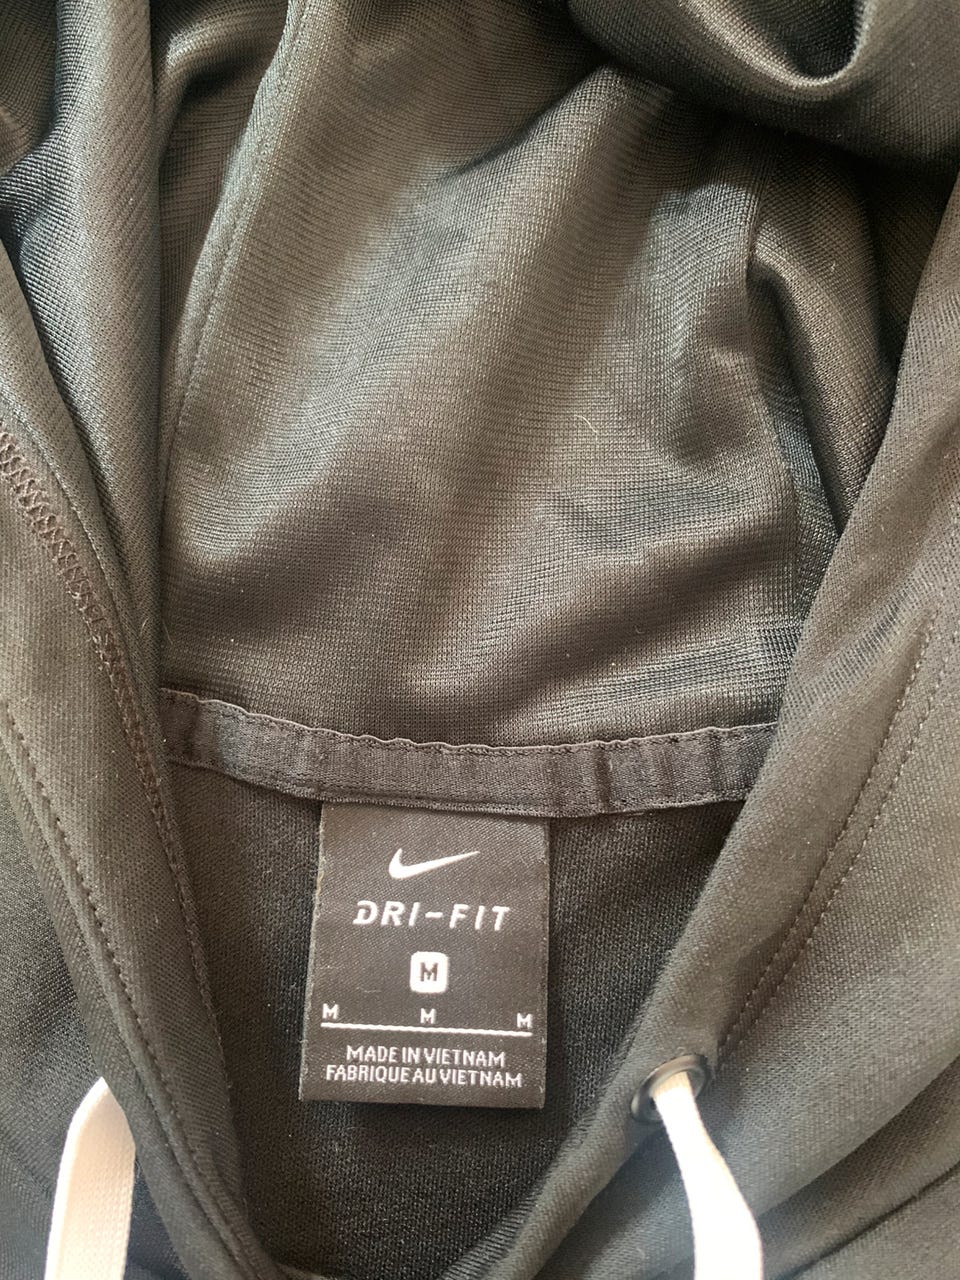 DRI-FIT
M
M M M
MADE IN VIETNAM
FABRIQUE AU VIETNAM